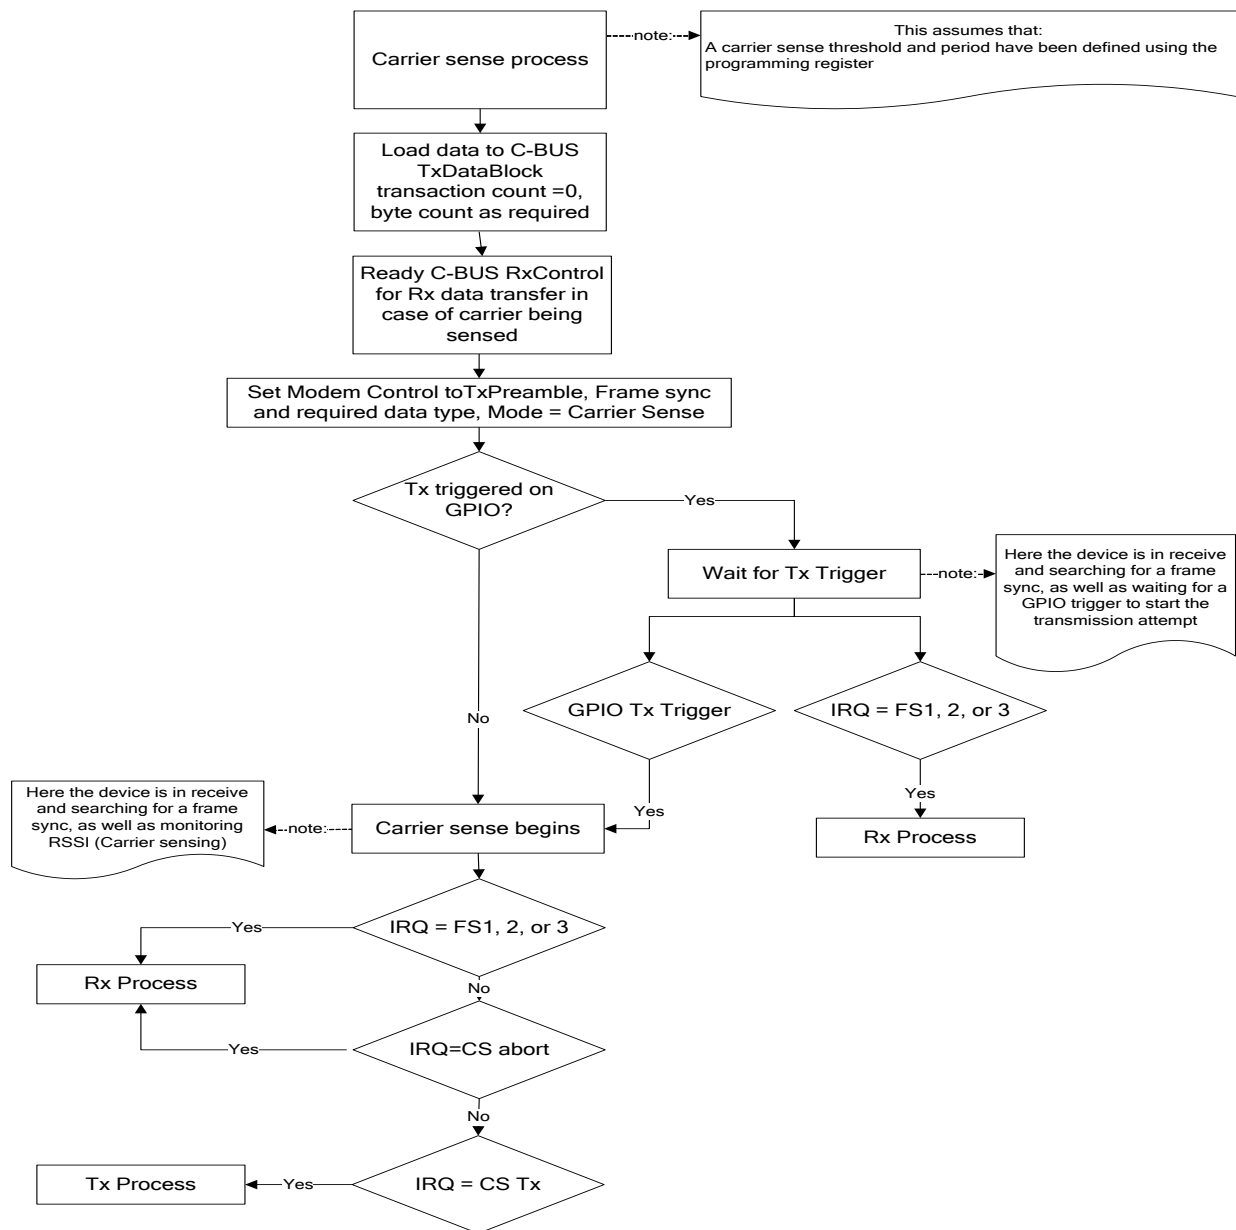 Carrier sense process
note:
This assumes that:
A carrier sense threshold and period have been defined using the
programming register
Load data to C-BUS
TxDataBlock
transaction count =0,
byte count as required
Ready C-BUS RxControl
for Rx data transfer in
case of carrier being
sensed
Set Modem Control toTxPreamble, Frame sync
and required data type, Mode = Carrier Sense
Tx triggered on
GPIO?
Yes
Wait for Tx Trigger
note:
Here the device is in receive
and searching for a frame
sync, as well as waiting for a
GPIO trigger to start the
transmission attempt
GPIO Tx Trigger
IRQ = FS1, 2, or 3
No
Yes
Yes
Rx Process
Here the device is in receive
and searching for a frame
sync, as well as monitoring
RSSI (Carrier sensing)
note:
Carrier sense begins
IRQ = FS1, 2, or 3
Yes
Rx Process
No
IRQ=CS abort
Yes
No
IRQ = CS Tx
Yes
Tx Process